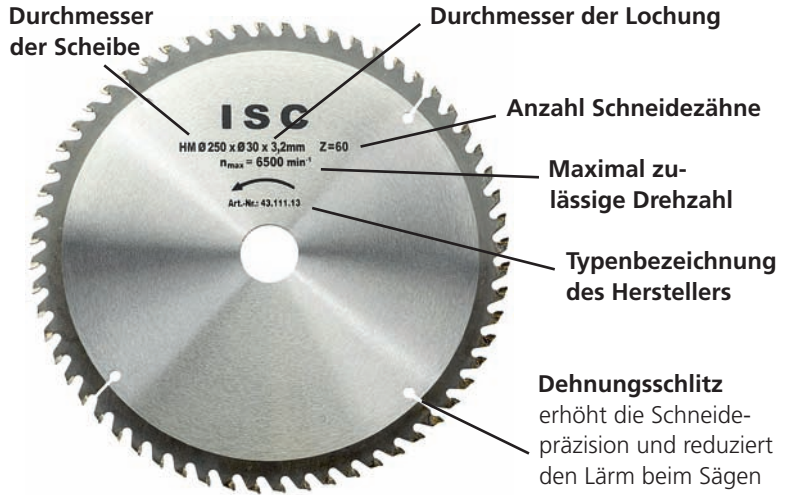 Durchmesser
der Scheibe
Durchmesser der Lochung
ISC
HM Ø 250 x Ø 30 x 3,2mm Z=60
nmax = 6500 min-1
Art.-Nr.: 43.111.13
Anzahl Schneidezähne
Maximal zu-
lässige Drehzahl
Typenbezeichnung
des Herstellers
Dehnungsschlitz
erhöht die Schneide-
präzision und reduziert
den Lärm beim Sägen